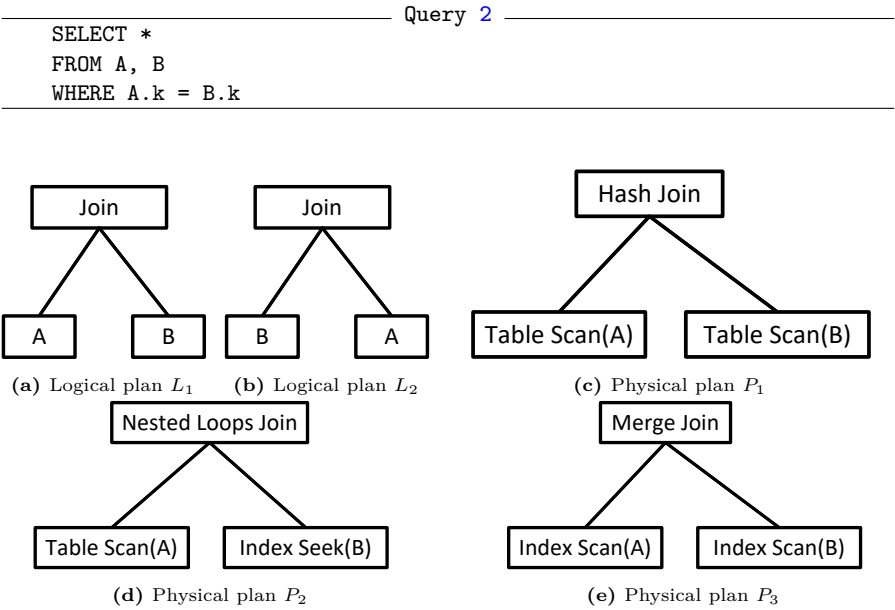 Query 2
SELECT *
FROM A, B
WHERE A.k = B.k
Join
A
B
(a) Logical plan L1
Join
B
A
(b) Logical plan L2
Hash Join
Table Scan(A)
Table Scan(B)
(c) Physical plan P1
Nested Loops Join
Table Scan(A)
Index Seek(B)
(d) Physical plan P2
Merge Join
Index Scan(A)
Index Scan(B)
(e) Physical plan P3